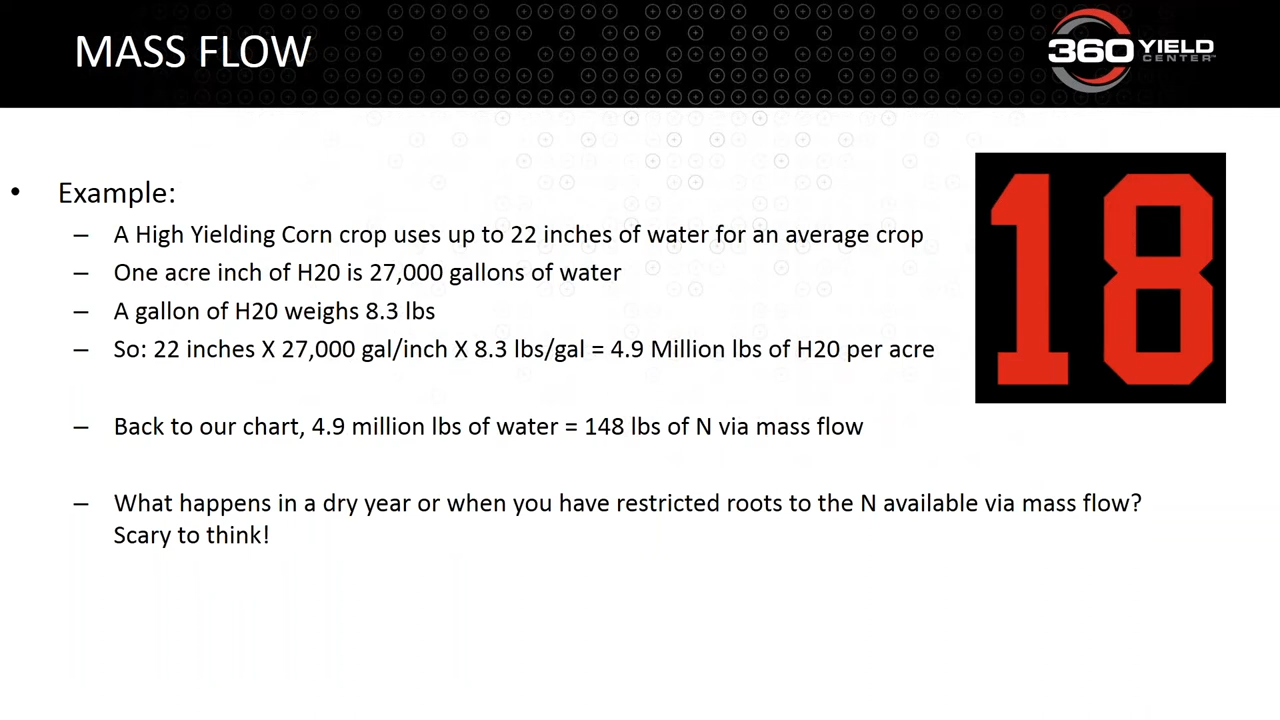 MASS FLOW
360 YIELD
CENTER™
• Example:
– A High Yielding Corn crop uses up to 22 inches of water for an average crop
– One acre inch of H20 is 27,000 gallons of water
– A gallon of H20 weighs 8.3 lbs
– So: 22 inches X 27,000 gal/inch X 8.3 lbs/gal = 4.9 Million lbs of H20 per acre
– Back to our chart, 4.9 million lbs of water = 148 lbs of N via mass flow
– What happens in a dry year or when you have restricted roots to the N available via mass flow?
Scary to think!
18